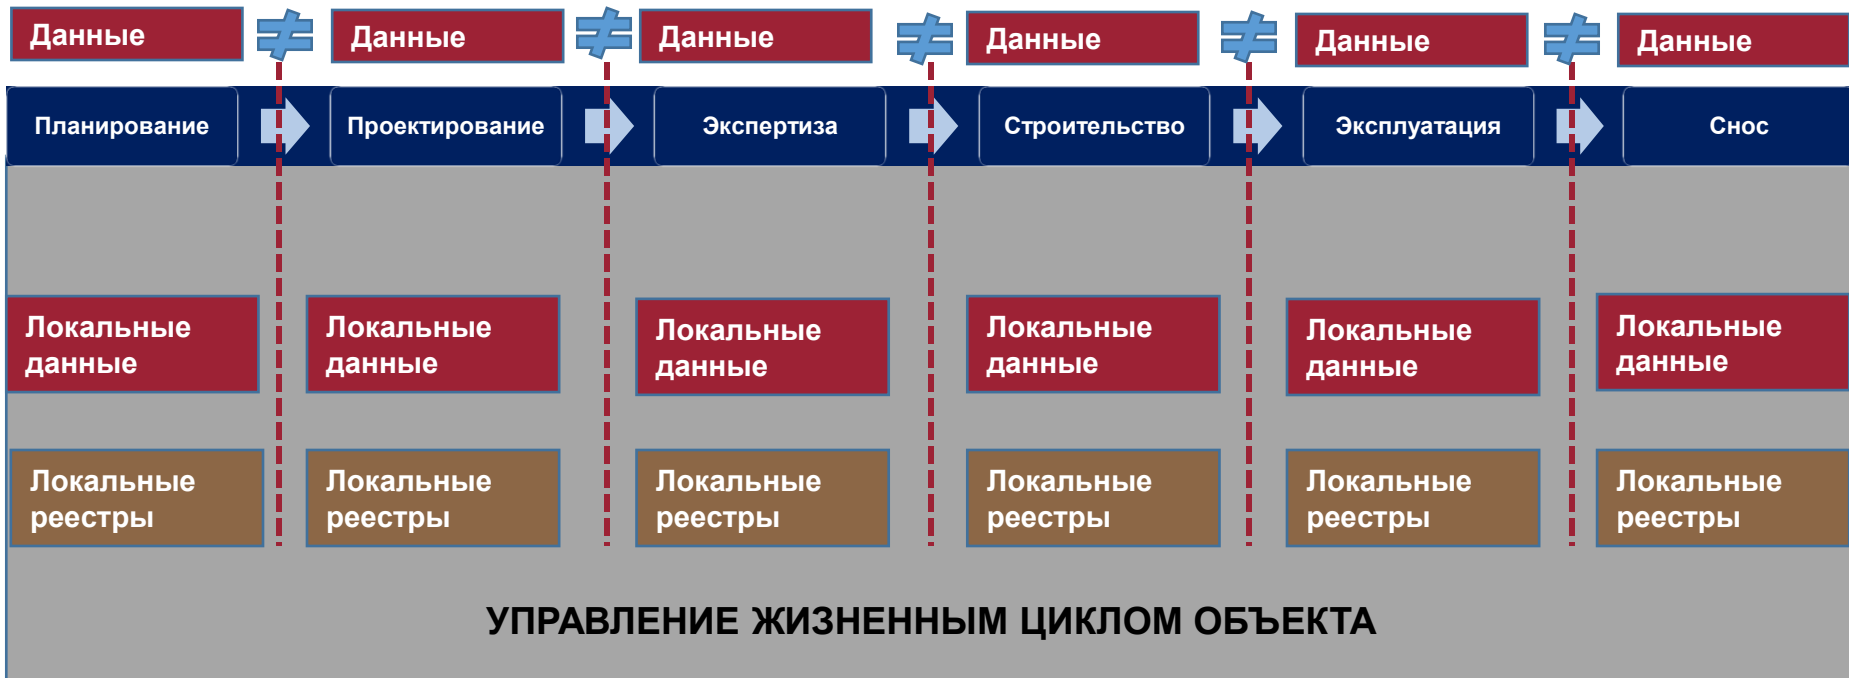 Данные ≠ Данные ≠ Данные ≠ Данные ≠ Данные ≠ Данные
Планирование Проектирование Экспертиза Строительство Эксплуатация Снос
Локальные Локальные Локальные Локальные Локальные Локальные
данные данные данные данные данные данные
Локальные Локальные Локальные Локальные Локальные Локальные
реестры реестры реестры реестры реестры реестры
УПРАВЛЕНИЕ ЖИЗНЕННЫМ ЦИКЛОМ ОБЪЕКТА